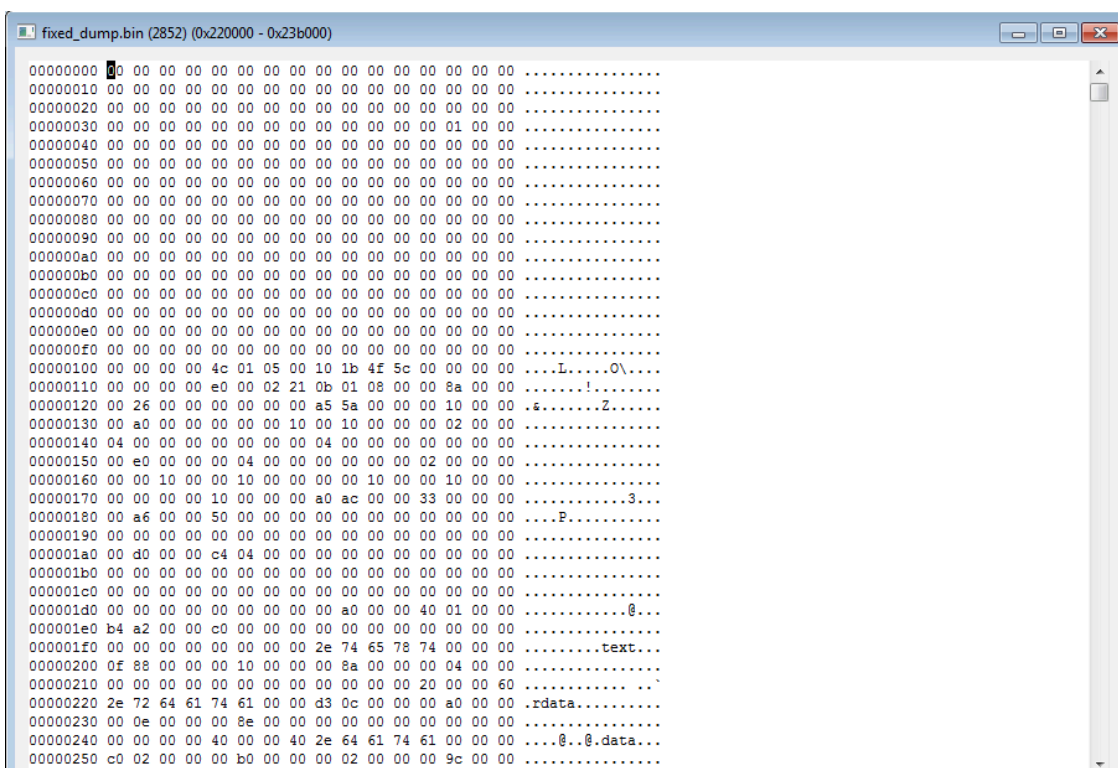 fixed_dump.bin (2852) (0x220000 - 0x23b000)
00000000 00 00 00 00 00 00 00 00 00 00 00 00 00 00 00 00 ................
00000010 00 00 00 00 00 00 00 00 00 00 00 00 00 00 00 00 ................
00000020 00 00 00 00 00 00 00 00 00 00 00 00 00 00 00 00 ................
00000030 00 00 00 00 00 00 00 00 00 00 00 00 00 01 00 00 ................
00000040 00 00 00 00 00 00 00 00 00 00 00 00 00 00 00 00 ................
00000050 00 00 00 00 00 00 00 00 00 00 00 00 00 00 00 00 ................
00000060 00 00 00 00 00 00 00 00 00 00 00 00 00 00 00 00 ................
00000070 00 00 00 00 00 00 00 00 00 00 00 00 00 00 00 00 ................
00000080 00 00 00 00 00 00 00 00 00 00 00 00 00 00 00 00 ................
00000090 00 00 00 00 00 00 00 00 00 00 00 00 00 00 00 00 ................
000000a0 00 00 00 00 00 00 00 00 00 00 00 00 00 00 00 00 ................
000000b0 00 00 00 00 00 00 00 00 00 00 00 00 00 00 00 00 ................
000000c0 00 00 00 00 00 00 00 00 00 00 00 00 00 00 00 00 ................
000000d0 00 00 00 00 00 00 00 00 00 00 00 00 00 00 00 00 ................
000000e0 00 00 00 00 00 00 00 00 00 00 00 00 00 00 00 00 ................
000000f0 00 00 00 00 00 00 00 00 00 00 00 00 00 00 00 00 ................
00000100 00 00 00 00 4c 01 05 00 10 1b 4f 5c 00 00 00 00 ....L.....O\....
00000110 00 00 00 00 e0 00 02 21 0b 01 08 00 00 8a 00 00 .......!........
00000120 00 26 00 00 00 00 00 00 a5 5a 00 00 00 10 00 00 .&.......Z......
00000130 00 a0 00 00 00 00 00 10 00 10 00 00 00 02 00 00 ................
00000140 04 00 00 00 00 00 00 00 04 00 00 00 00 00 00 00 ................
00000150 00 e0 00 00 00 04 00 00 00 00 00 00 02 00 00 00 ................
00000160 00 00 10 00 00 10 00 00 00 00 10 00 00 10 00 00 ................
00000170 00 00 00 00 10 00 00 00 a0 ac 00 00 33 00 00 00 ............3...
00000180 00 a6 00 00 50 00 00 00 00 00 00 00 00 00 00 00 ....P...........
00000190 00 00 00 00 00 00 00 00 00 00 00 00 00 00 00 00 ................
000001a0 00 d0 00 00 c4 04 00 00 00 00 00 00 00 00 00 00 ................
000001b0 00 00 00 00 00 00 00 00 00 00 00 00 00 00 00 00 ................
000001c0 00 00 00 00 00 00 00 00 00 00 00 00 00 00 00 00 ................
000001d0 00 00 00 00 00 00 00 00 00 a0 00 00 40 01 00 00 ............@...
000001e0 b4 a2 00 00 c0 00 00 00 00 00 00 00 00 00 00 00 ................
000001f0 00 00 00 00 00 00 00 00 2e 74 65 78 74 00 00 00 .........text...
00000200 0f 88 00 00 00 10 00 00 00 8a 00 00 00 04 00 00 ................
00000210 00 00 00 00 00 00 00 00 00 00 00 00 20 00 00 60 ............ ..`
00000220 2e 72 64 61 74 61 00 00 d3 0c 00 00 00 a0 00 00 .rdata..........
00000230 00 0e 00 00 00 8e 00 00 00 00 00 00 00 00 00 00 ................
00000240 00 00 00 00 40 00 00 40 2e 64 61 74 61 00 00 00 ....@..@.data...
00000250 c0 02 00 00 00 b0 00 00 00 02 00 00 00 9c 00 00 ................